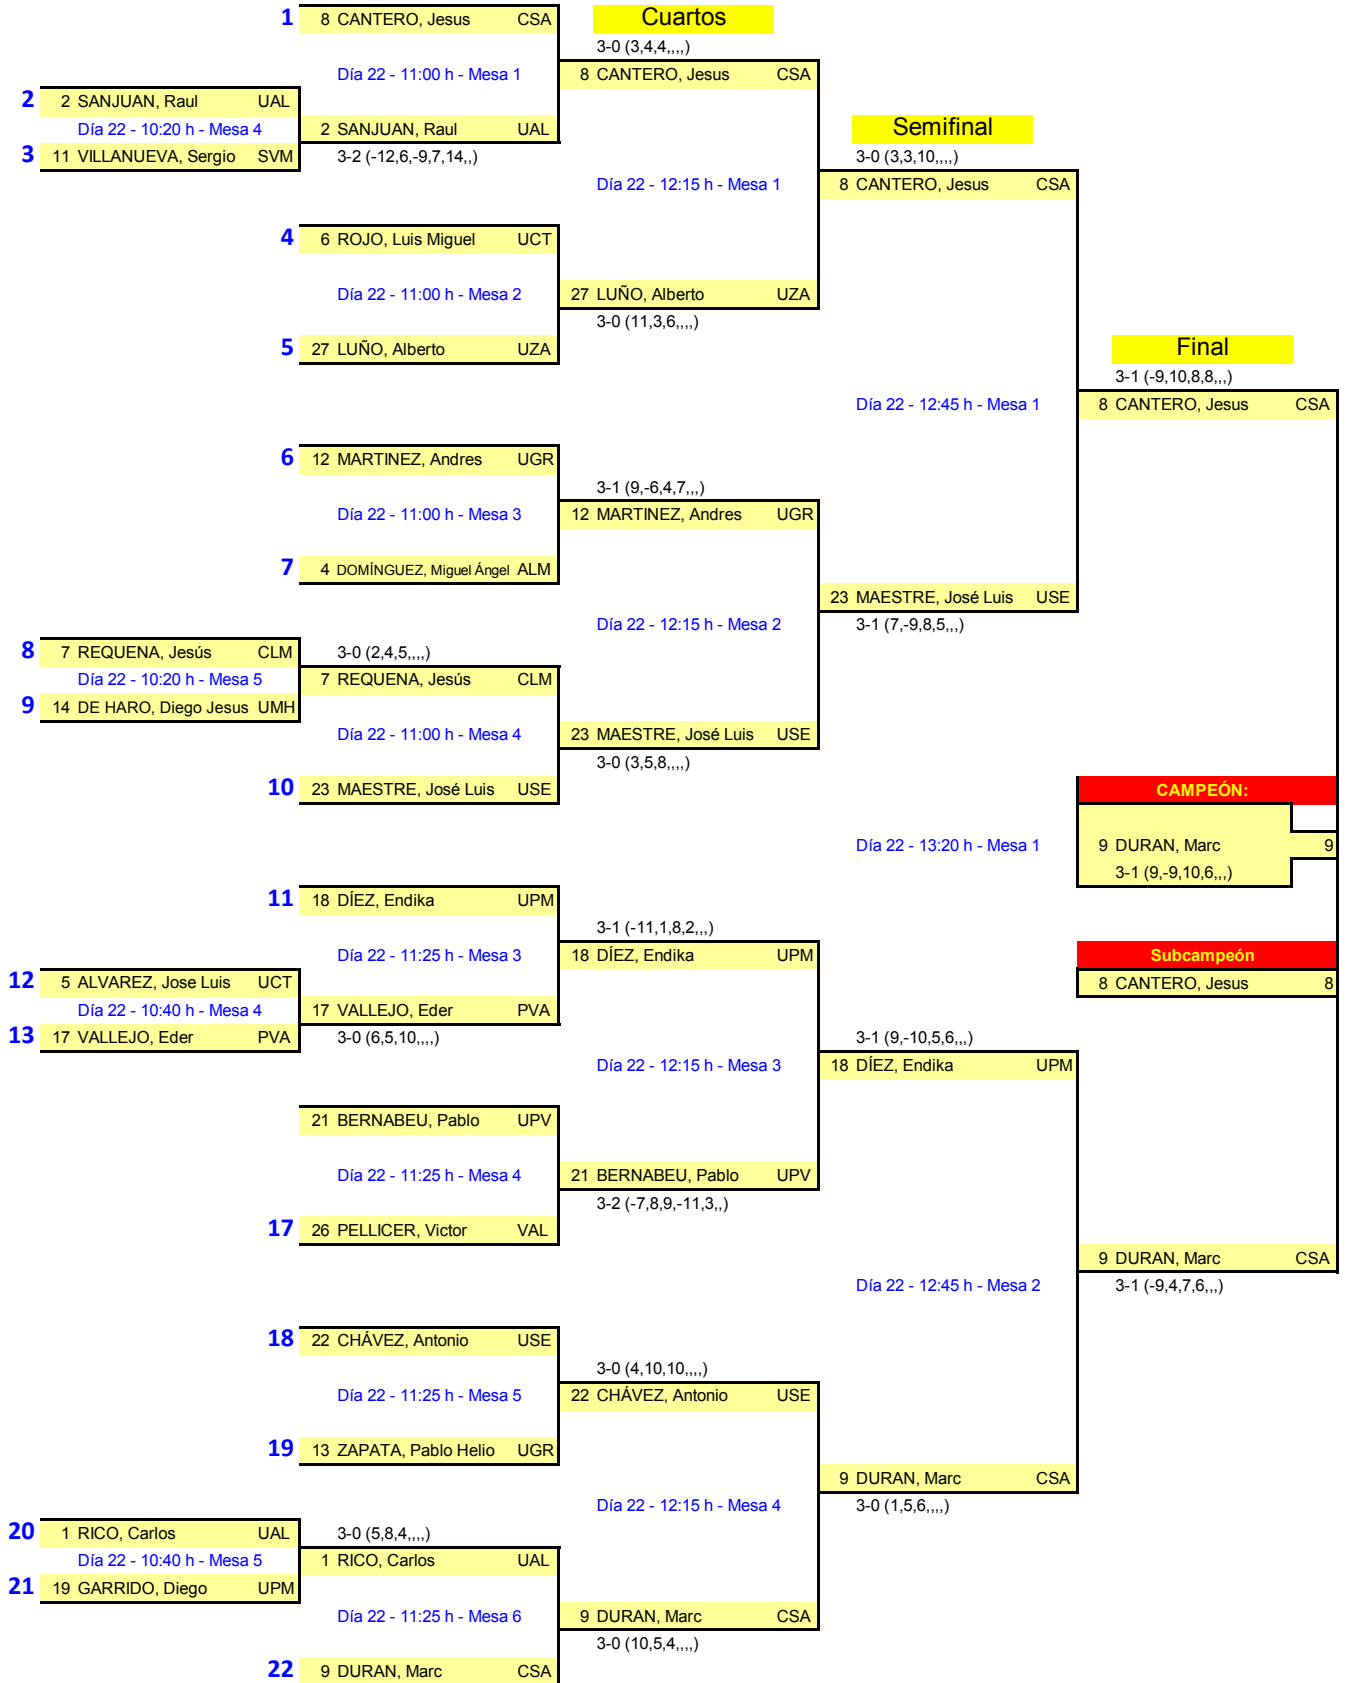 1 8 CANTERO, Jesus CSA Cuartos
3-0 (3,4,4,,,,)
Día 22 - 11:00 h - Mesa 1 8 CANTERO, Jesus CSA
2 2 SANJUAN, Raul UAL
Día 22 - 10:20 h - Mesa 4 2 SANJUAN, Raul UAL Semifinal
3 11 VILLANUEVA, Sergio SVM 3-2 (-12,6,-9,7,14,,) 3-0 (3,3,10,,,,)
Día 22 - 12:15 h - Mesa 1 8 CANTERO, Jesus CSA
4 6 ROJO, Luis Miguel UCT
Día 22 - 11:00 h - Mesa 2 27 LUÑO, Alberto UZA
3-0 (11,3,6,,,,)
5 27 LUÑO, Alberto UZA Final
3-1 (-9,10,8,8,,,)
Día 22 - 12:45 h - Mesa 1 8 CANTERO, Jesus CSA
6 12 MARTINEZ, Andres UGR
3-1 (9,-6,4,7,,,)
Día 22 - 11:00 h - Mesa 3 12 MARTINEZ, Andres UGR
7 4 DOMÍNGUEZ, Miguel Ángel ALM
23 MAESTRE, José Luis USE
Día 22 - 12:15 h - Mesa 2 3-1 (7,-9,8,5,,,)
8 7 REQUENA, Jesús CLM 3-0 (2,4,5,,,,)
Día 22 - 10:20 h - Mesa 5 7 REQUENA, Jesús CLM
9 14 DE HARO, Diego Jesus UMH
Día 22 - 11:00 h - Mesa 4 23 MAESTRE, José Luis USE
3-0 (3,5,8,,,,)
10 23 MAESTRE, José Luis USE CAMPEÓN:
Día 22 - 13:20 h - Mesa 1 9 DURAN, Marc 9
3-1 (9,-9,10,6,,,)
11 18 DÍEZ, Endika UPM
3-1 (-11,1,8,2,,,)
Día 22 - 11:25 h - Mesa 3 18 DÍEZ, Endika UPM Subcampeón
12 5 ALVAREZ, Jose Luis UCT 8 CANTERO, Jesus 8
Día 22 - 10:40 h - Mesa 4 17 VALLEJO, Eder PVA
13 17 VALLEJO, Eder PVA 3-0 (6,5,10,,,,) 3-1 (9,-10,5,6,,,)
Día 22 - 12:15 h - Mesa 3 18 DÍEZ, Endika UPM
21 BERNABEU, Pablo UPV
Día 22 - 11:25 h - Mesa 4 21 BERNABEU, Pablo UPV
3-2 (-7,8,9,-11,3,,)
17 26 PELLICER, Victor VAL
9 DURAN, Marc CSA
Día 22 - 12:45 h - Mesa 2 3-1 (-9,4,7,6,,,)
18 22 CHÁVEZ, Antonio USE
3-0 (4,10,10,,,,)
Día 22 - 11:25 h - Mesa 5 22 CHÁVEZ, Antonio USE
19 13 ZAPATA, Pablo Helio UGR
9 DURAN, Marc CSA
Día 22 - 12:15 h - Mesa 4 3-0 (1,5,6,,,,)
20 1 RICO, Carlos UAL 3-0 (5,8,4,,,,)
Día 22 - 10:40 h - Mesa 5 1 RICO, Carlos UAL
21 19 GARRIDO, Diego UPM
Día 22 - 11:25 h - Mesa 6 9 DURAN, Marc CSA
3-0 (10,5,4,,,,)
22 9 DURAN, Marc CSA